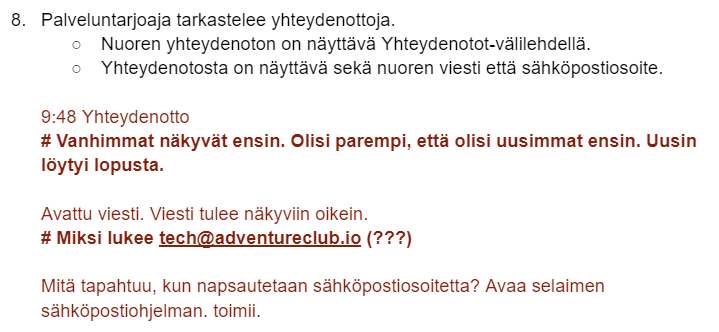 8. Palveluntarjoaja tarkastelee yhteydenottoja.
○ Nuoren yhteydenoton on näyttävä Yhteydenotot-välilehdellä.
○ Yhteydenotosta on näyttävä sekä nuoren viesti että sähköpostiosoite.
9:48 Yhteydenotto
# Vanhimmat näkyvät ensin. Olisi parempi, että olisi uusimmat ensin. Uusin
löytyi lopusta.
Avattu viesti. Viesti tulee näkyviin oikein.
# Miksi lukee tech@adventureclub.io (???)
Mitä tapahtuu, kun napsautetaan sähköpostiosoitetta? Avaa selaimen
sähköpostiohjelman. toimii.